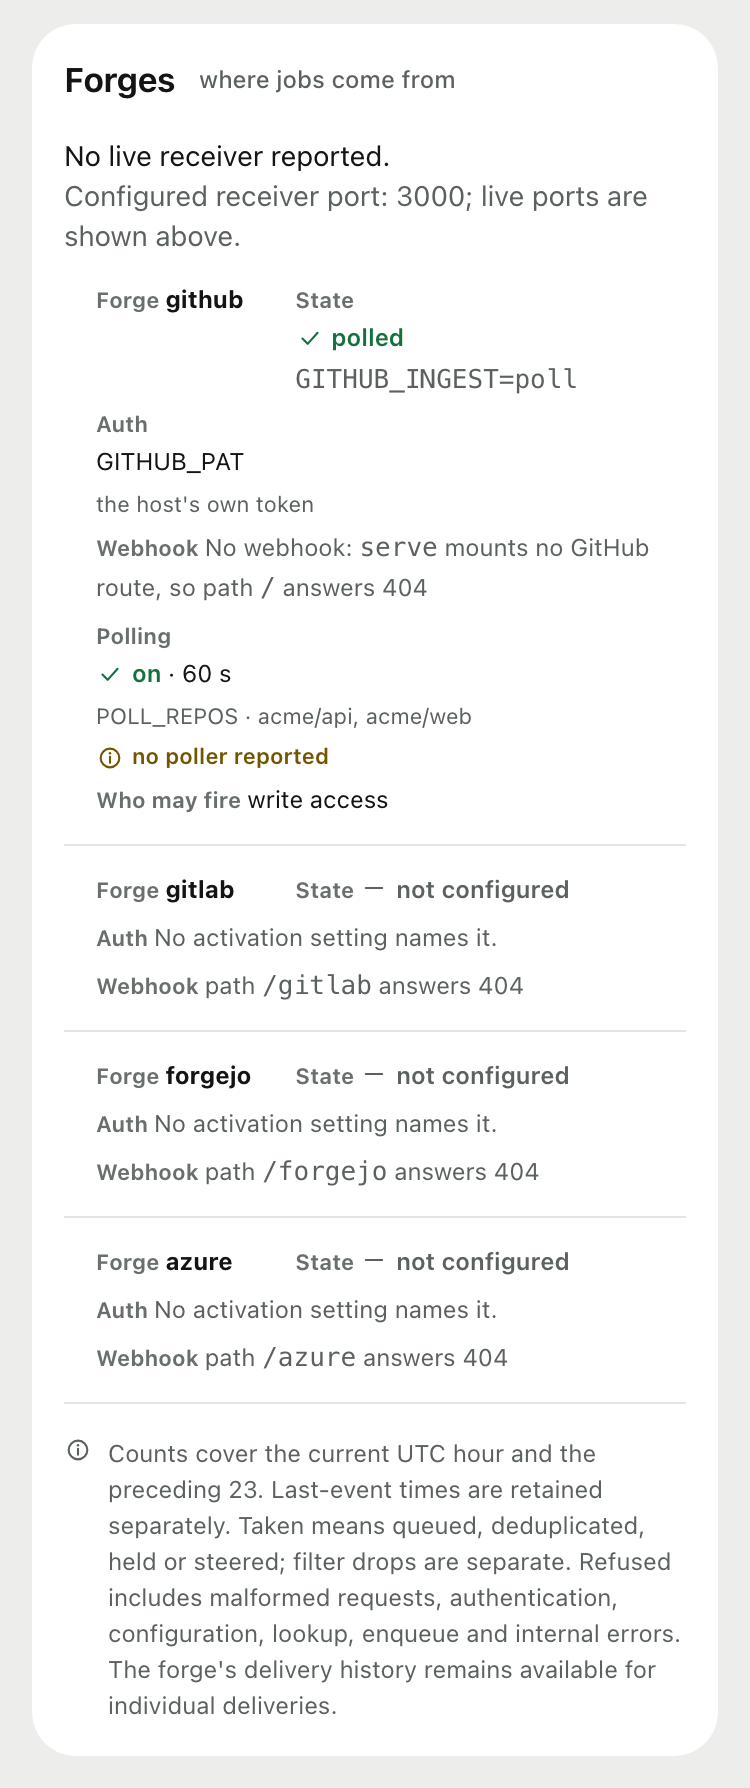 Forges where jobs come from
No live receiver reported.
Configured receiver port: 3000; live ports are
shown above.
Forge github State
polled
GITHUB_INGEST=poll
Auth
GITHUB_PAT
the host's own token
Webhook No webhook: serve mounts no GitHub
route, so path / answers 404
Polling
on · 60 s
POLL_REPOS · acme/api, acme/web
no poller reported
Who may fire write access
Forge gitlab State — not configured
Auth No activation setting names it.
Webhook path /gitlab answers 404
Forge forgejo State — not configured
Auth No activation setting names it.
Webhook path /forgejo answers 404
Forge azure State — not configured
Auth No activation setting names it.
Webhook path /azure answers 404
Counts cover the current UTC hour and the
preceding 23. Last-event times are retained
separately. Taken means queued, deduplicated,
held or steered; filter drops are separate. Refused
includes malformed requests, authentication,
configuration, lookup, enqueue and internal errors.
The forge's delivery history remains available for
individual deliveries.